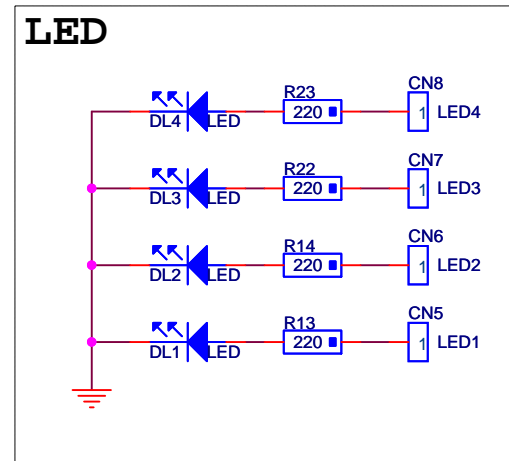 LED
R23
CN8
DL4 LED 220 1 LED4
R22
CN7
DL3 LED 220 1 LED3
R14
CN6
DL2 LED 220 1 LED2
R13
CN5
DL1 LED 220 1 LED1